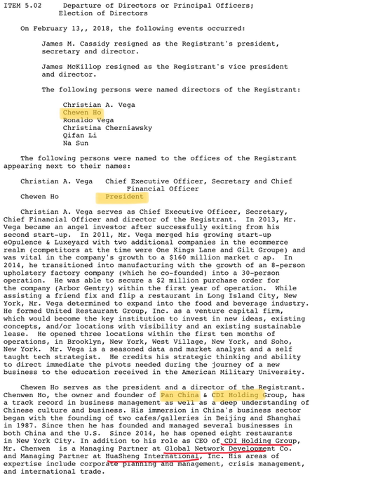 ITEM 5.02 Departure of Directors or Principal Officers;
Election of Directors
On February 13,, 2018, the following events occurred:
James M. Cassidy resigned as the Registrant's president,
secretary and director.
James McKillop resigned as the Registrant's vice president
and director.
The following persons were named directors of the Registrant:
Christian A. Vega
Cheven Ho
Ronaldo Vega
Christina Cherniawsky
Qifan Li
Na Sun
The following persons were named to the offices of the Registrant
appearing next to their names:
Christian A. Vega Chief Executive Officer, Secretary and Chief
Financial Officer
Chewen Ho President
Christian A. Vega serves as Chief Executive Officer, Secretary,
Chief Financial Officer and director of the Registrant. In 2013, Mr.
Vega became an angel investor after successfully exiting from his
second start-up. In 2011, Mr. Vega merged his growing start-up
eOpulence & Luxeyard with two additional companies in the ecommerce
realm (competitors at the time were One Kings Lane and Gilt Groupe) and
was vital in the company's growth to a $160 million market c ap. In
2014, he transitioned into manufacturing with the growth of an 8-person
upholstery factory company (which he co-founded) into a 30-person
operation. He was able to secure a $2 million purchase order for
the company (Arbor Gentry) within the first year of operation. While
assisting a friend fix and flip a restaurant in Long Island City, New
York, Mr. Vega determined to expand into the food and beverage industry.
He formed United Restaurant Group, Inc. as a venture capital firm,
which would become the key institution to invest in new ideas, existing
concepts, and/or locations with visibility and an existing sustainable
lease. He opened three locations within the first ten months of
operations, in Brooklyn, New York, West Village, New York, and Soho,
New York. Mr. Vega is a seasoned data and market analyst and a self
taught tech strategist. He credits his strategic thinking and ability
to direct immediate the pivotes needed during the journey of a new
business to the education received in the American Military University.
Chewen Ho serves as the president and a director of the Registrant.
Chenwen Ho, the owner and founder of Pan China & CDI Holding Group, has
a track record in business management as well as a deep understanding of
Chinese culture and business. His immersion in China's business sector
began with the founding of two cafes/galleries in Beijing and Shanghai
in 1987. Since then he has founded and managed several businesses in
both China and the U.S. Since 2014, he has opened eight restaurants
in New York City. In addition to his role as CEO of CDI Holding Group,
Mr. Chenwen is a Managing Partner at Global Network Development Co.
and Managing Partner at HuaSheng International, Inc. His areas of
expertise include corporate planning and management, crisis management,
and international trade.